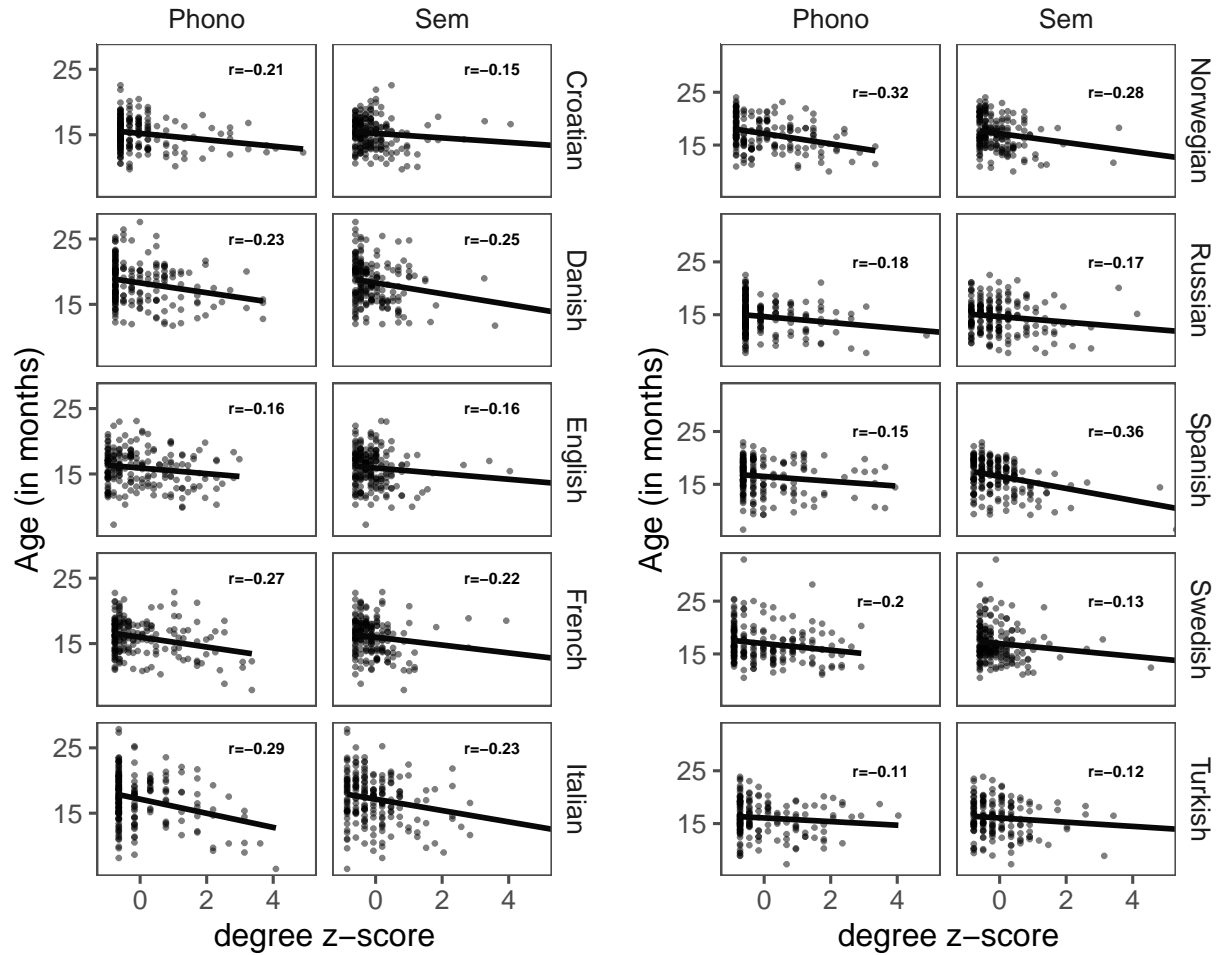 Phono Sem
25
15
r=−0.21
r=−0.15
Croatian
25
15
r=−0.23
r=−0.25
Danish
25
15
r=−0.16
r=−0.16
English
25
15
r=−0.27
r=−0.22
French
25
15
r=−0.29
r=−0.23
Italian
0 2 4 0 2 4
degree z−score
Age (in months)
Phono Sem
25
15
r=−0.32
r=−0.28
Norwegian
25
15
r=−0.18
r=−0.17
Russian
25
15
r=−0.15
r=−0.36
Spanish
25
15
r=−0.2
r=−0.13
Swedish
25
15
r=−0.11
r=−0.12
Turkish
0 2 4 0 2 4
degree z−score
Age (in months)